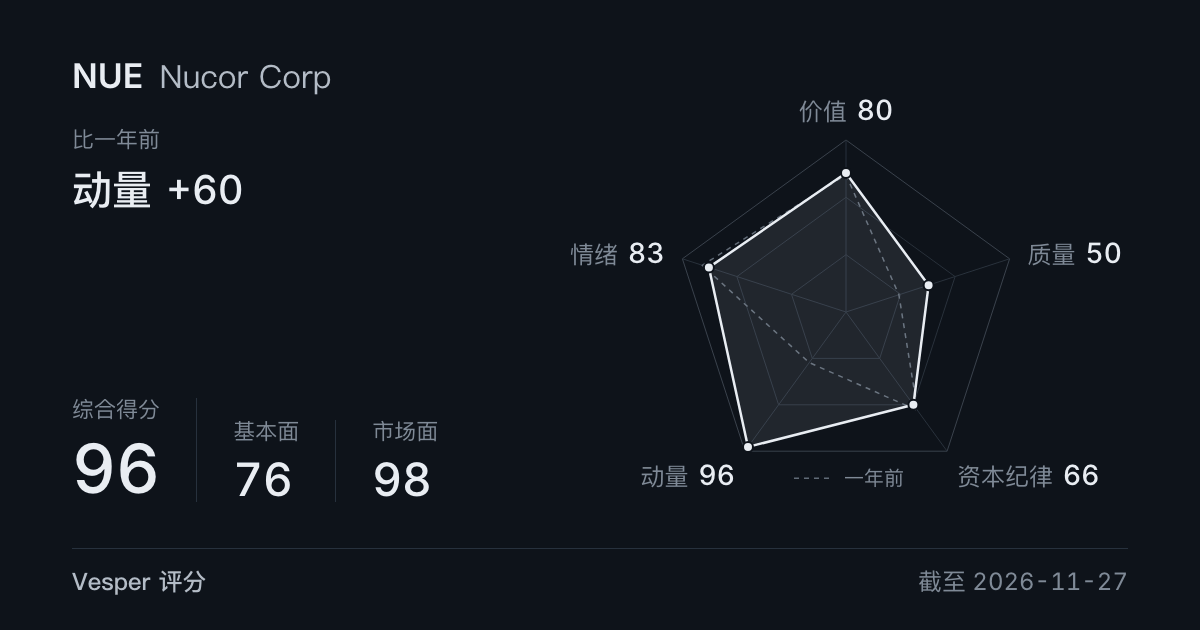 NUE Nucor Corp
比一年前
动量 +60
价值 80
情绪 83
质量 50
动量 96
一年前
资本纪律 66
综合得分
96
基本面
76
市场面
98
Vesper 评分
截至 2026-11-27